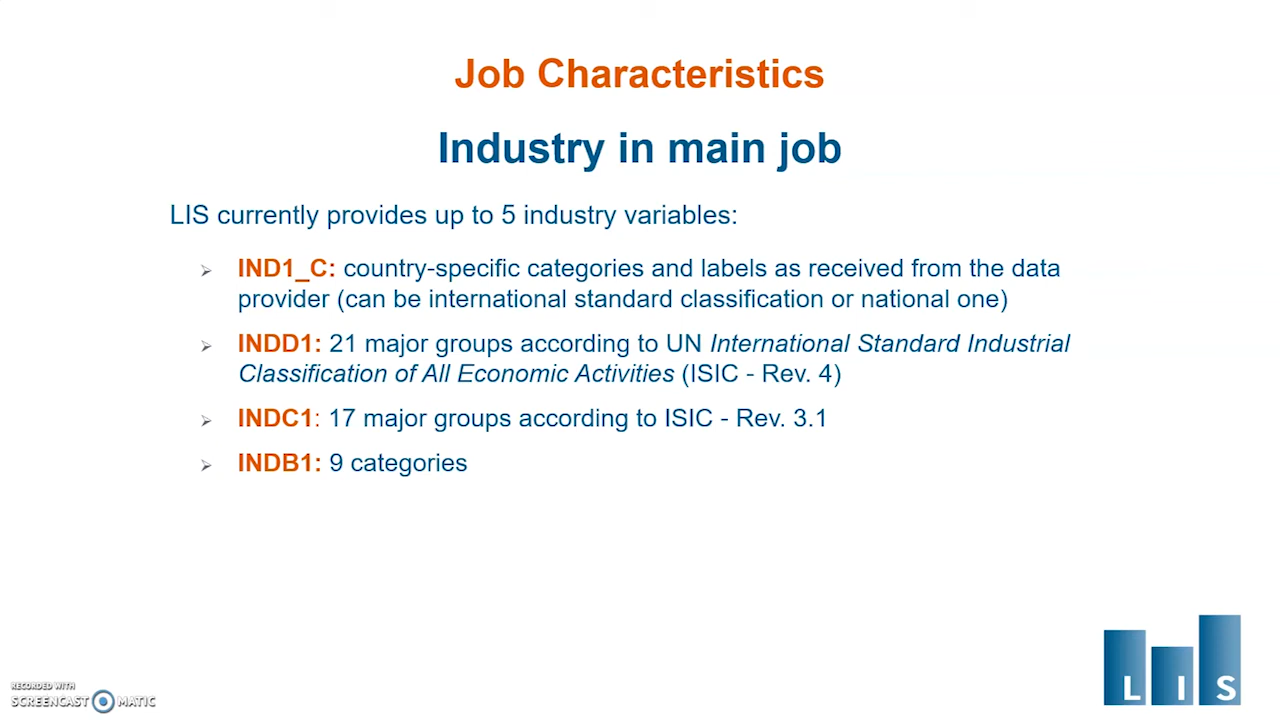 Job Characteristics
Industry in main job
LIS currently provides up to 5 industry variables:
➢ IND1_C: country-specific categories and labels as received from the data
provider (can be international standard classification or national one)
➢ INDD1: 21 major groups according to UN International Standard Industrial
Classification of All Economic Activities (ISIC - Rev. 4)
➢ INDC1: 17 major groups according to ISIC - Rev. 3.1
➢ INDB1: 9 categories
LIS
RECORDED WITH
SCREENCAST MATIC